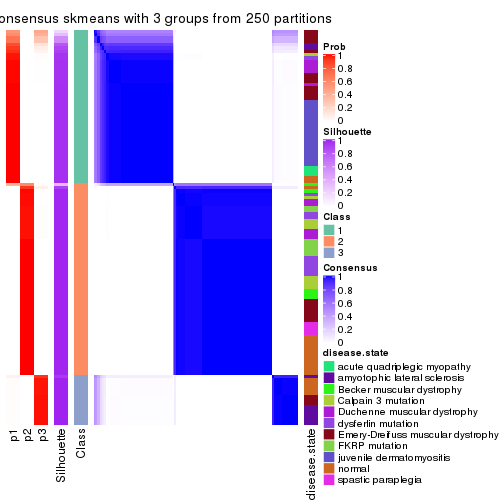 onsensus skmeans with 3 groups from 250 partitions
p1
p2
p3
Silhouette
Class
disease.state
Prob
1
0.8
0.6
0.4
0.2
0
Silhouette
1
0.8
0.6
0.4
0.2
0
Class
1
2
3
Consensus
1
0.8
0.6
0.4
0.2
0
disease.state
acute quadriplegic myopathy
amyotophic lateral sclerosis
Becker muscular dystrophy
Calpain 3 mutation
Duchenne muscular dystrophy
dysferlin mutation
Emery-Dreifuss muscular dystrophy
FKRP mutation
juvenile dermatomyositis
normal
spastic paraplegia